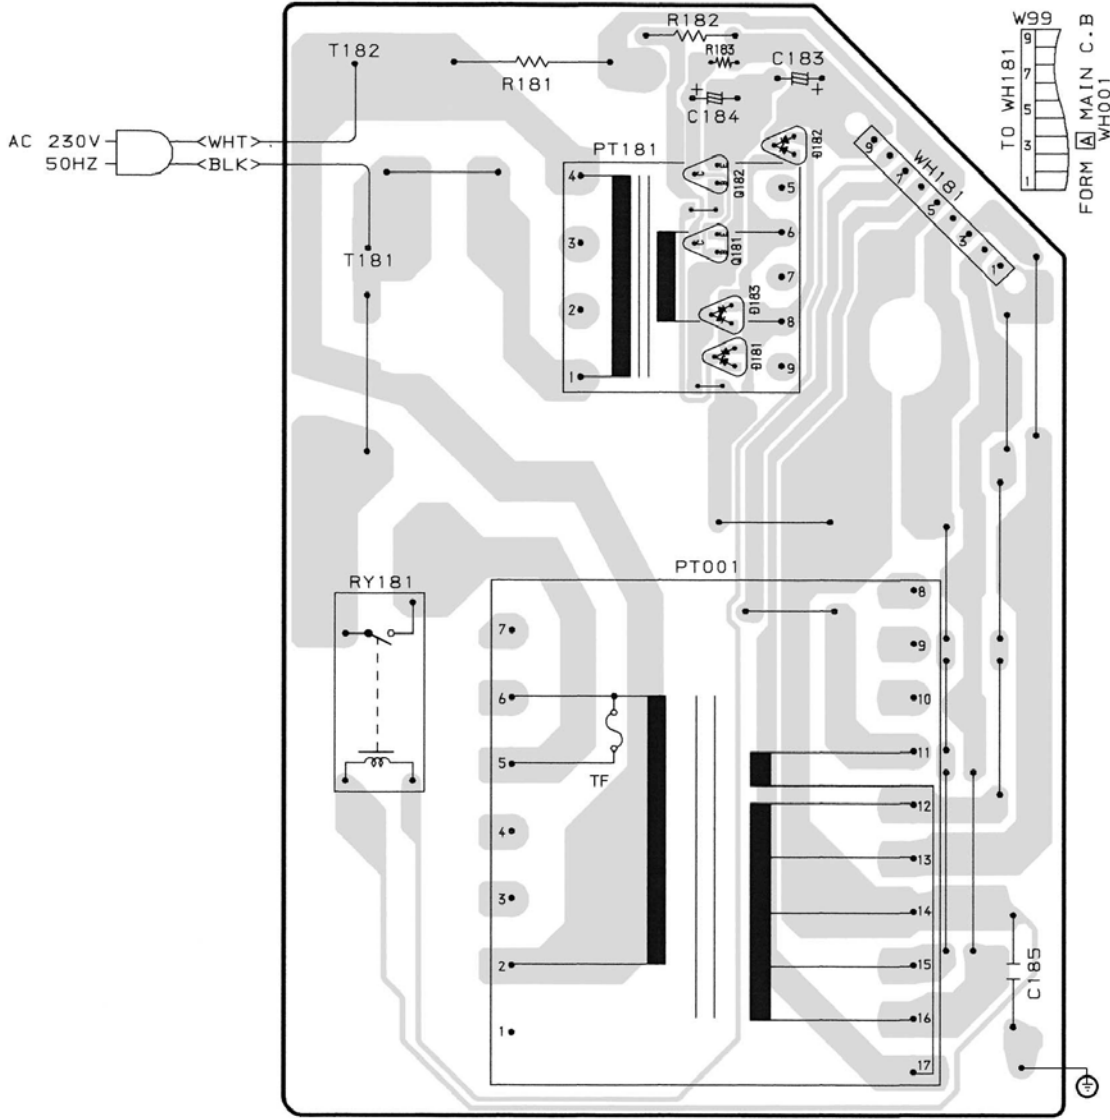 R182
W99
T182
R183
C183
R181
C184
9
7
5
3
1
TO WH181
FORM A MAIN C.B
WH001
AC 230V
<WHT>
50HZ
<BLK>
PT181
D182
4
Q182
5
WH181
9
7
5
3
1
3
Q181
6
T181
7
2
D183
8
1
D181
9
PT001
RY181
8
7
9
6
10
5
TF
11
12
4
13
3
14
2
15
C185
1
16
17